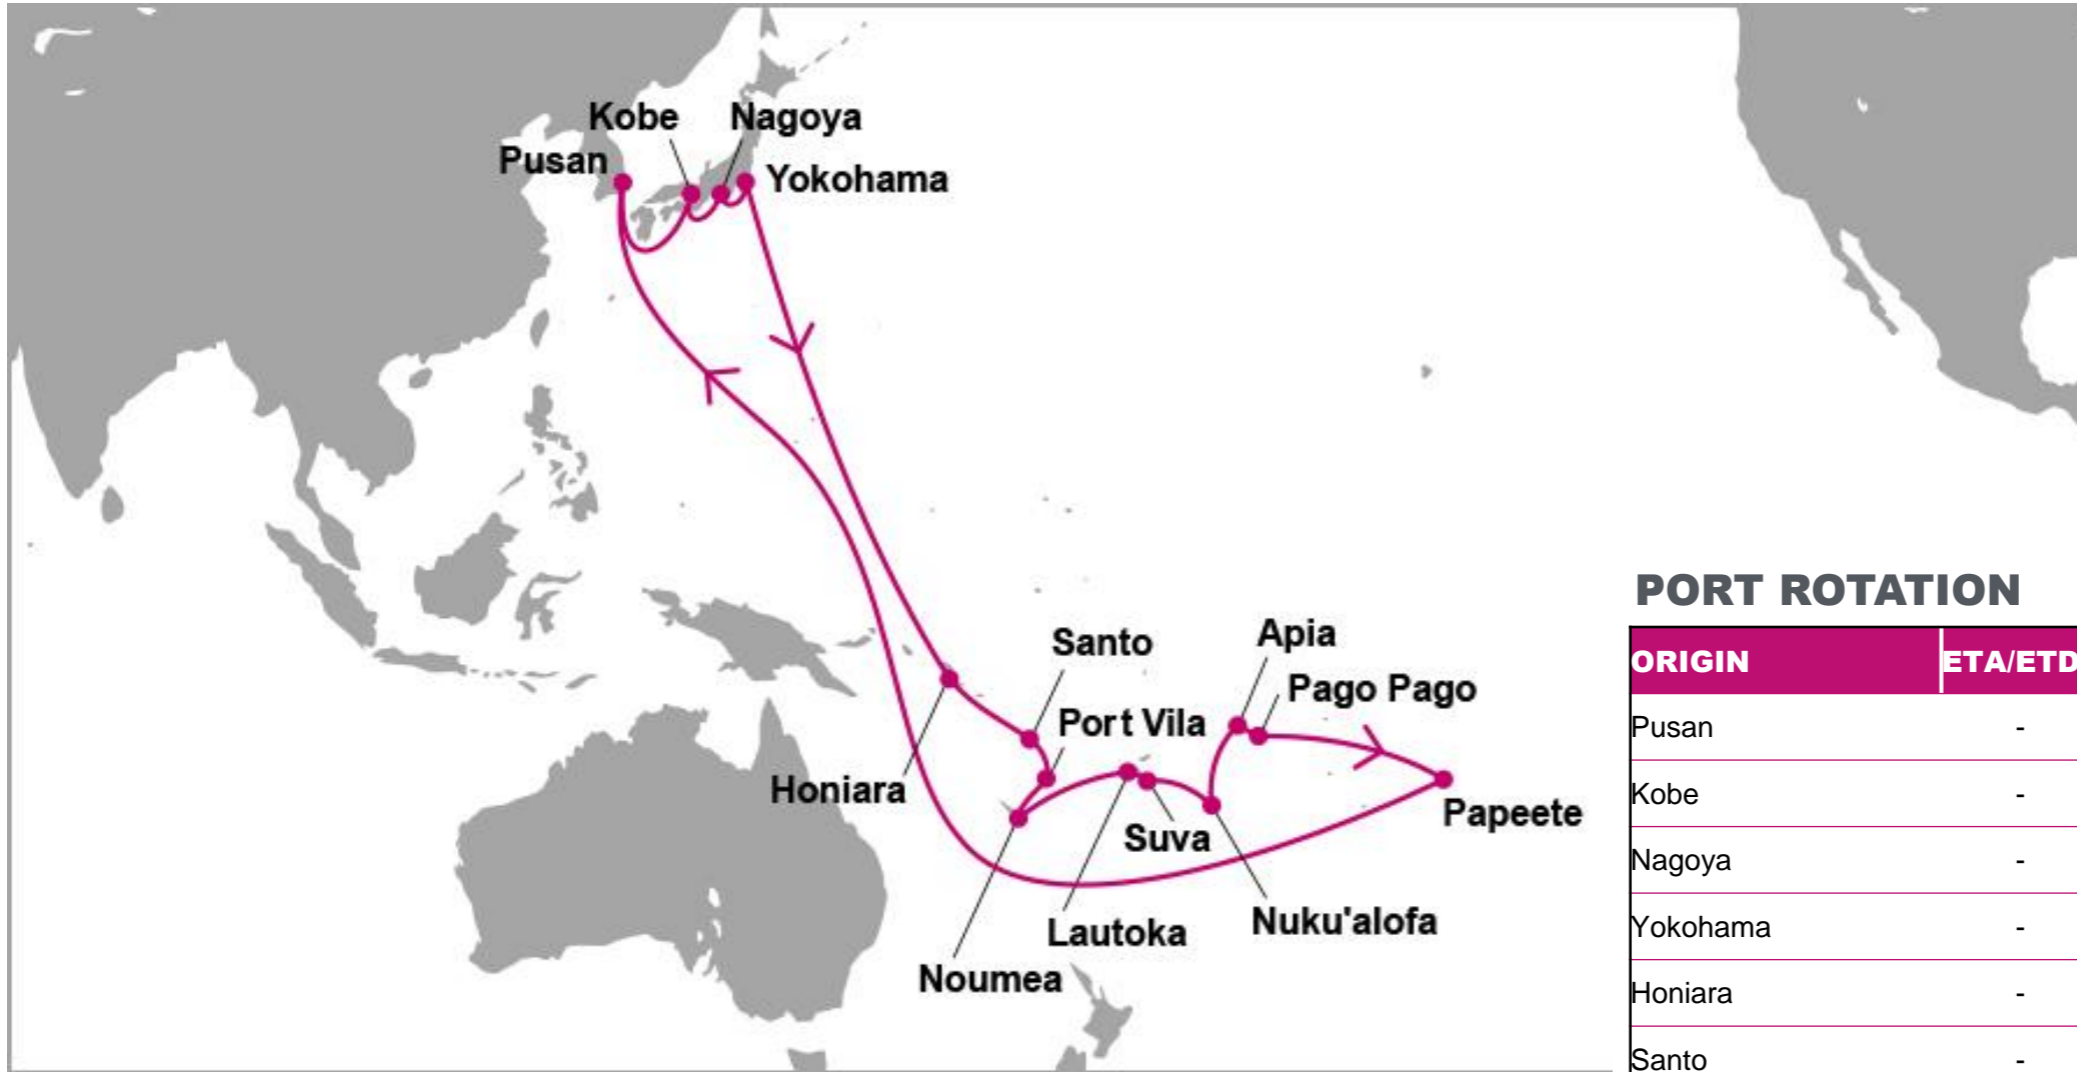 Kobe
Nagoya
Pusan
Yokohama
Santo
Apia
Pago Pago
Port Vila
Honiara
Papeete
Suva
Nuku'alofa
Lautoka
Noumea
PORT ROTATION
ORIGIN ETA/ETD
Pusan -
Kobe -
Nagoya -
Yokohama -
Honiara -
Santo -